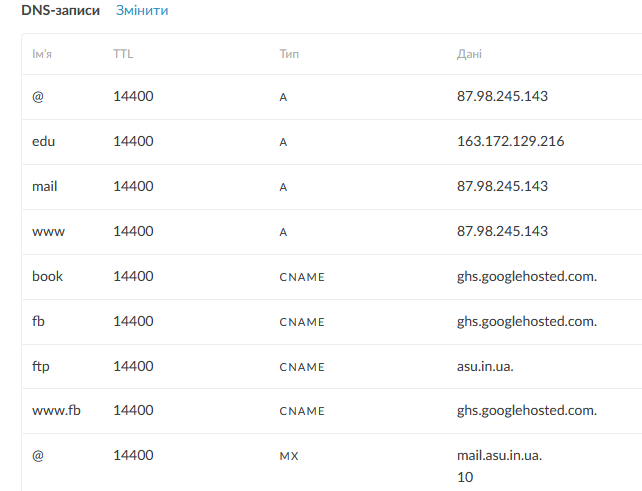 DNS-записи Змінити
Ім'я TTL Тип Дані
@ 14400 A 87.98.245.143
edu 14400 A 163.172.129.216
mail 14400 A 87.98.245.143
www 14400 A 87.98.245.143
book 14400 CNAME ghs.googlehosted.com.
fb 14400 CNAME ghs.googlehosted.com.
ftp 14400 CNAME asu.in.ua.
www.fb 14400 CNAME ghs.googlehosted.com.
@ 14400 MX mail.asu.in.ua.
10